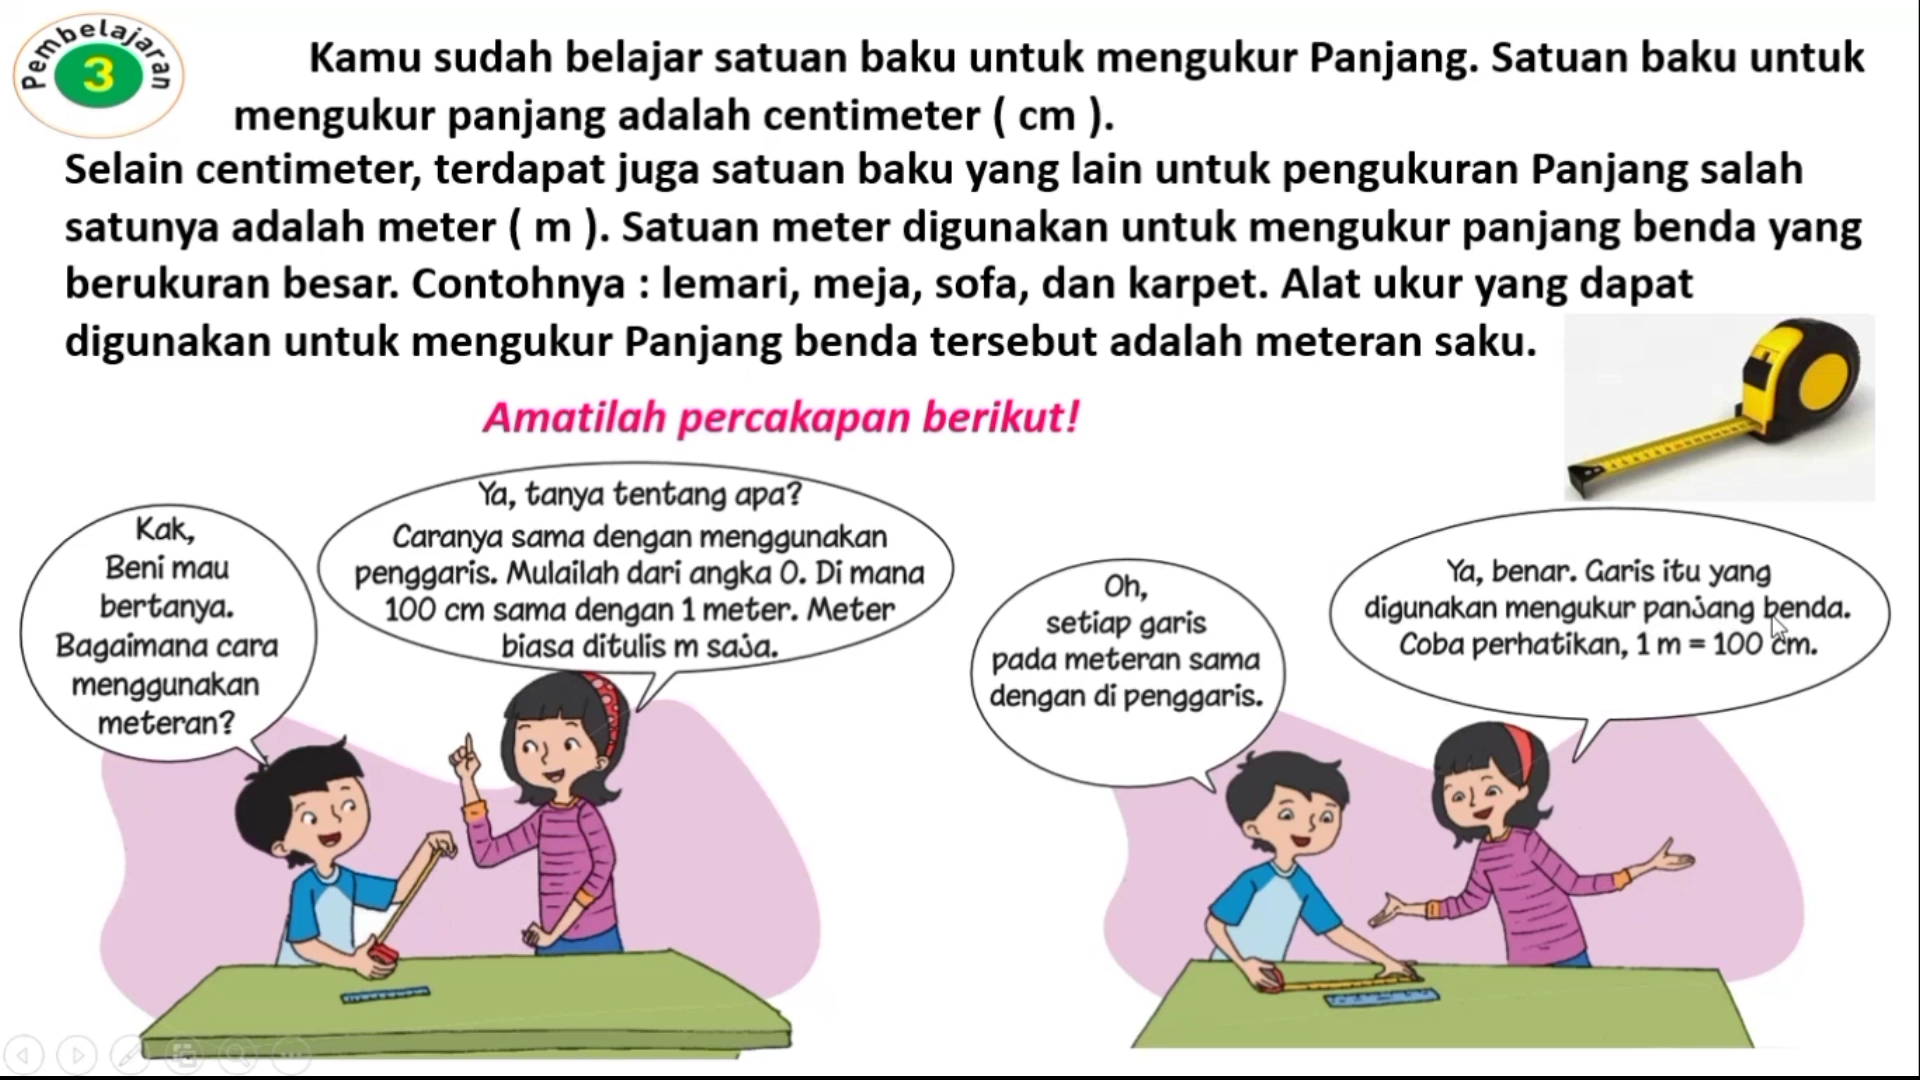 Pembelajaran
3
Kamu sudah belajar satuan baku untuk mengukur Panjang. Satuan baku untuk
mengukur panjang adalah centimeter ( cm ).
Selain centimeter, terdapat juga satuan baku yang lain untuk pengukuran Panjang salah
satunya adalah meter ( m ). Satuan meter digunakan untuk mengukur panjang benda yang
berukuran besar. Contohnya : lemari, meja, sofa, dan karpet. Alat ukur yang dapat
digunakan untuk mengukur Panjang benda tersebut adalah meteran saku.
Amatilah percakapan berikut!
Kak,
Beni mau
bertanya.
Bagaimana cara
menggunakan
meteran?
Ya, tanya tentang apa?
Caranya sama dengan menggunakan
penggaris. Mulailah dari angka 0. Di mana
100 cm sama dengan 1 meter. Meter
biasa ditulis m saja.
Oh,
setiap garis
pada meteran sama
dengan di penggaris.
Ya, benar. Garis itu yang
digunakan mengukur panjang benda.
Coba perhatikan, 1 m = 100 cm.